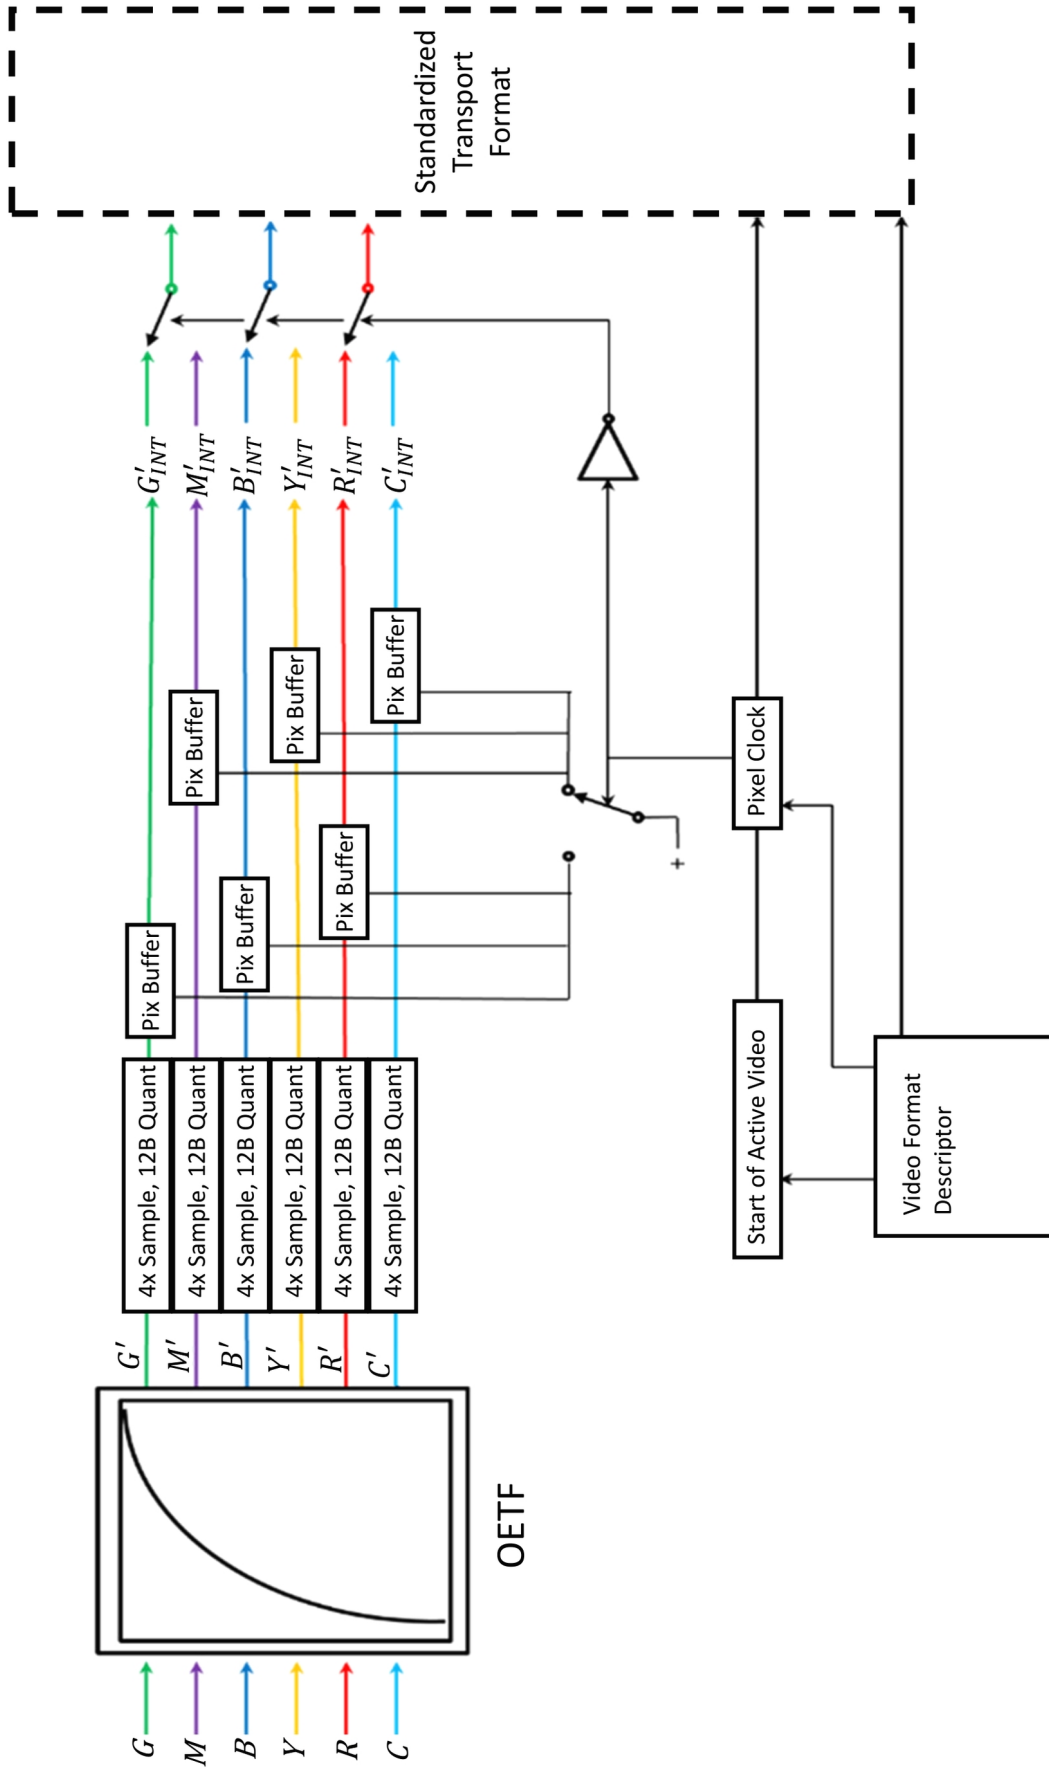 G
M
B
Y
R
C
OETF
G'
M'
B'
Y'
R'
C'
4x Sample, 12B Quant
4x Sample, 12B Quant
4x Sample, 12B Quant
4x Sample, 12B Quant
4x Sample, 12B Quant
4x Sample, 12B Quant
Pix Buffer
Pix Buffer
Pix Buffer
Pix Buffer
Pix Buffer
Pix Buffer
G'INT
M'INT
B'INT
Y'INT
R'INT
C'INT
+
Start of Active Video
Pixel Clock
Video Format
Descriptor
Standardized
Transport
Format